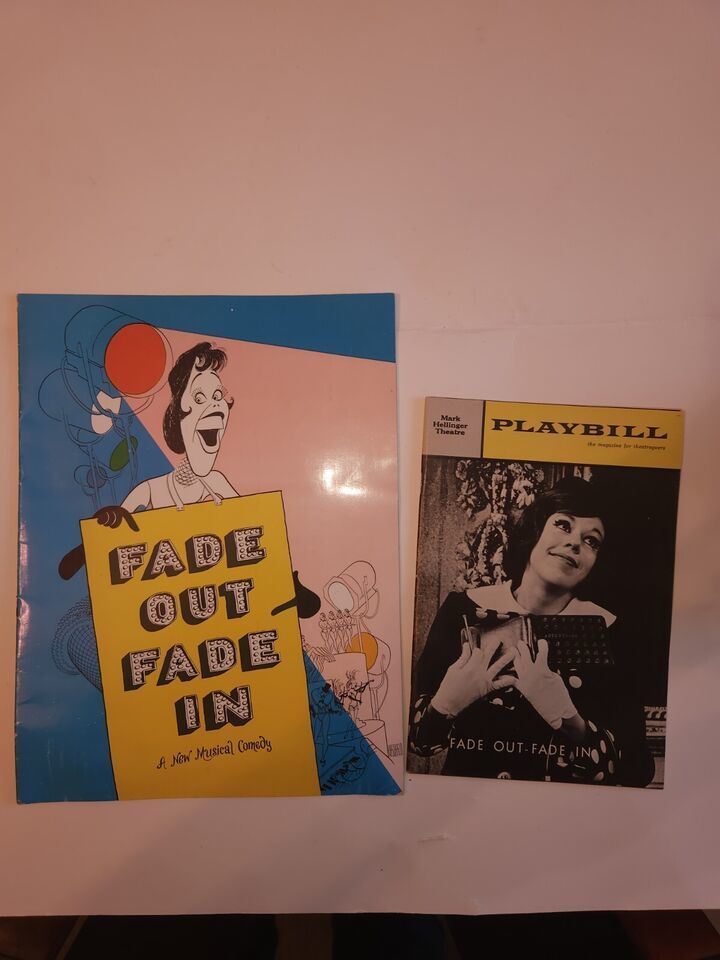 FADE
OUT
FADE
IN
A New Musical Comedy
Mark
Hellinger
Theatre
PLAYBILL
the magazine for theatregoers
FADE OUT - FADE IN